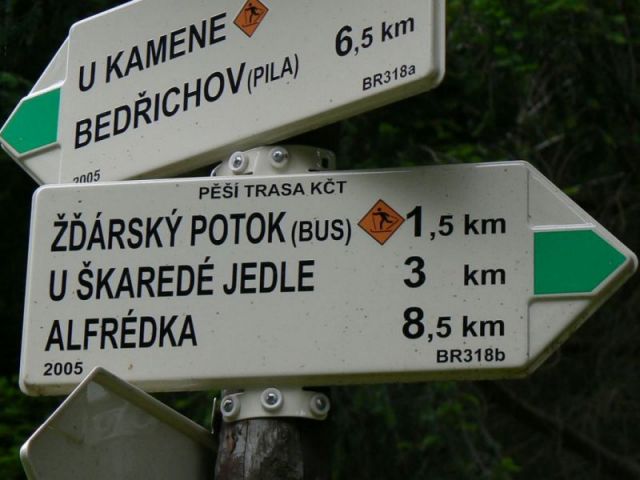 U KAMENE
BEDŘICHOV (PILA) 6,5 km
BR318a
2005
PĚŠÍ TRASA KČT
ŽĎÁRSKÝ POTOK (BUS) 1,5 km
U ŠKAREDÉ JEDLE 3 km
ALFRÉDKA 8,5 km
2005 BR318b